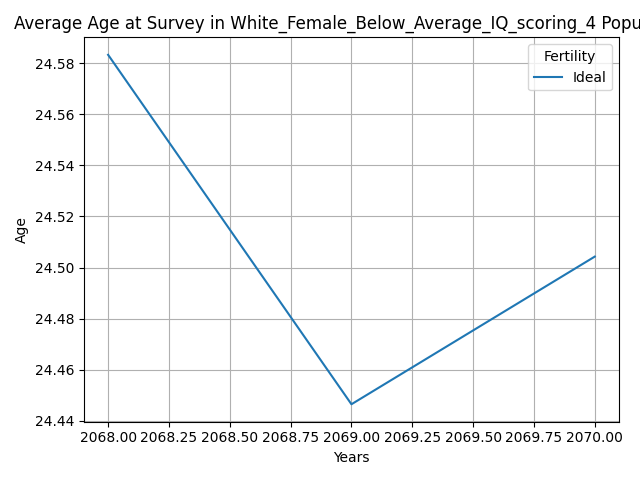 Average Age at Survey in White_Female_Below_Average_IQ_scoring_4 Popu
Fertility
Ideal
24.58
24.56
24.54
24.52
24.50
24.48
24.46
24.44
Age
2068.00 2068.25 2068.50 2068.75 2069.00 2069.25 2069.50 2069.75 2070.00
Years